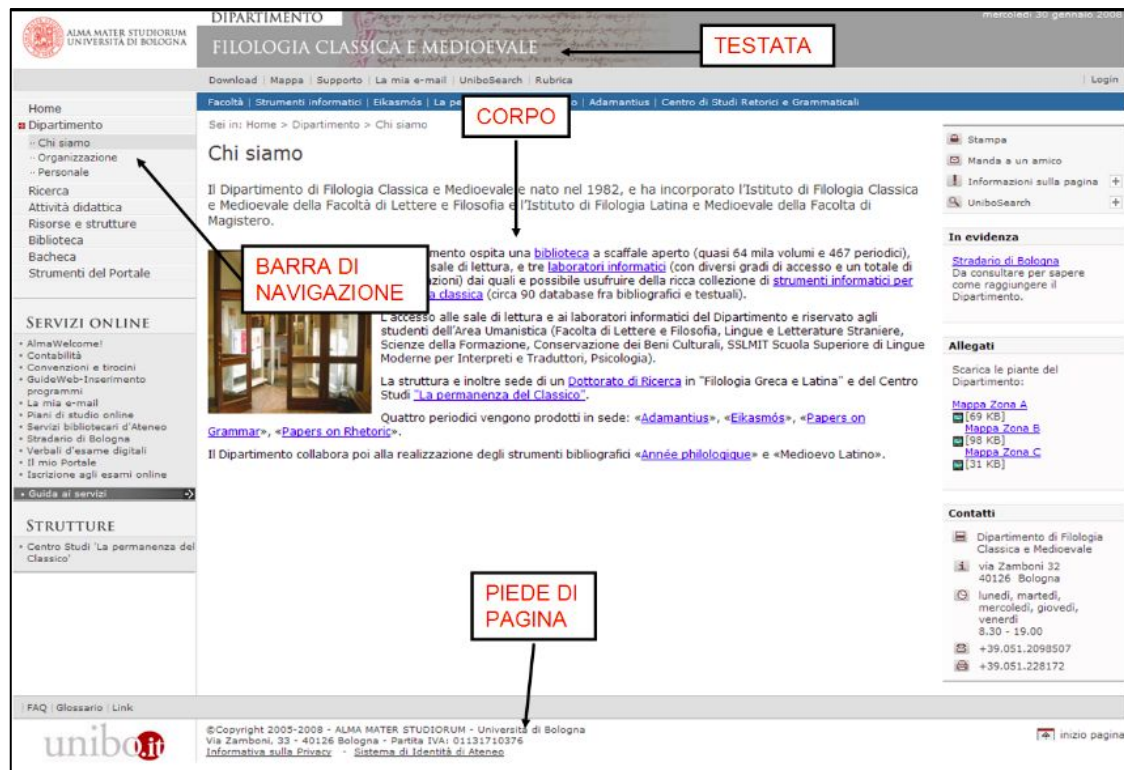 ALMA MATER STUDIORUM
UNIVERSITÀ DI BOLOGNA
DIPARTIMENTO
FILOLOGIA CLASSICA E MEDIOEVALE
mercoledì 30 gennaio 2008
TESTATA
Download | Mappa | Supporto | La mia e-mail | UniboSearch | Rubrica
Login
Facoltà | Strumenti informatici | Eikasmós | La pe
o | Adamantius | Centro di Studi Retorici e Grammaticali
CORPO
Home
Dipartimento
Chi siamo
Organizzazione
Personale
Ricerca
Attività didattica
Risorse e strutture
Biblioteca
Bacheca
Strumenti del Portale
BARRA DI
NAVIGAZIONE
SERVIZI ONLINE
• AlmaWelcome!
• Contabilità
• Convenzioni e tirocini
• GuideWeb-Inserimento
programmi
• La mia e-mail
• Piani di studio online
• Servizi bibliotecari d'Ateneo
• Stradario di Bologna
• Verbali d'esame digitali
• Il mio Portale
• Iscrizione agli esami online
• Guida ai servizi
STRUTTURE
• Centro Studi 'La permanenza del
Classico'
Sei in: Home > Dipartimento > Chi siamo
Chi siamo
Il Dipartimento di Filologia Classica e Medioevale e nato nel 1982, e ha incorporato l'Istituto di Filologia Classica
e Medioevale della Facoltà di Lettere e Filosofia e l'Istituto di Filologia Latina e Medioevale della Facolta di
Magistero.
mento ospita una biblioteca a scaffale aperto (quasi 64 mila volumi e 467 periodici),
sale di lettura, e tre laboratori informatici (con diversi gradi di accesso e un totale di
azioni) dai quali e possibile usufruire della ricca collezione di strumenti informatici per
a classica (circa 90 database fra bibliografici e testuali).
L'accesso alle sale di lettura e ai laboratori informatici del Dipartimento e riservato agli
studenti dell'Area Umanistica (Facolta di Lettere e Filosofia, Lingue e Letterature Straniere,
Scienze della Formazione, Conservazione dei Beni Culturali, SSLMIT Scuola Superiore di Lingue
Moderne per Interpreti e Traduttori, Psicologia).
La struttura e inoltre sede di un Dottorato di Ricerca in "Filologia Greca e Latina" e del Centro
Studi "La permanenza del Classico".
Quattro periodici vengono prodotti in sede: «Adamantius», «Eikasmós», «Papers on
Grammar», «Papers on Rhetoric».
Il Dipartimento collabora poi alla realizzazione degli strumenti bibliografici «Année philologique» e «Medioevo Latino».
PIEDE DI
PAGINA
Stampa
Manda a un amico
Informazioni sulla pagina +
UniboSearch +
In evidenza
Stradario di Bologna
Da consultare per sapere
come raggiungere il
Dipartimento.
Allegati
Scarica le piante del
Dipartimento:
Mappa Zona A
[69 KB]
Mappa Zona B
[98 KB]
Mappa Zona C
[31 KB]
Contatti
Dipartimento di Filologia
Classica e Medioevale
via Zamboni 32
40126 Bologna
lunedì, martedì,
mercoledì, giovedì,
venerdì
8.30 - 19.00
+39.051.2098507
+39.051.228172
FAQ | Glossario | Link
unibo.it
©Copyright 2005-2008 - ALMA MATER STUDIORUM - Università di Bologna
Via Zamboni, 33 - 40126 Bologna - Partita IVA: 01131710376
Informativa sulla Privacy - Sistema di Identità di Ateneo
inizio pagina